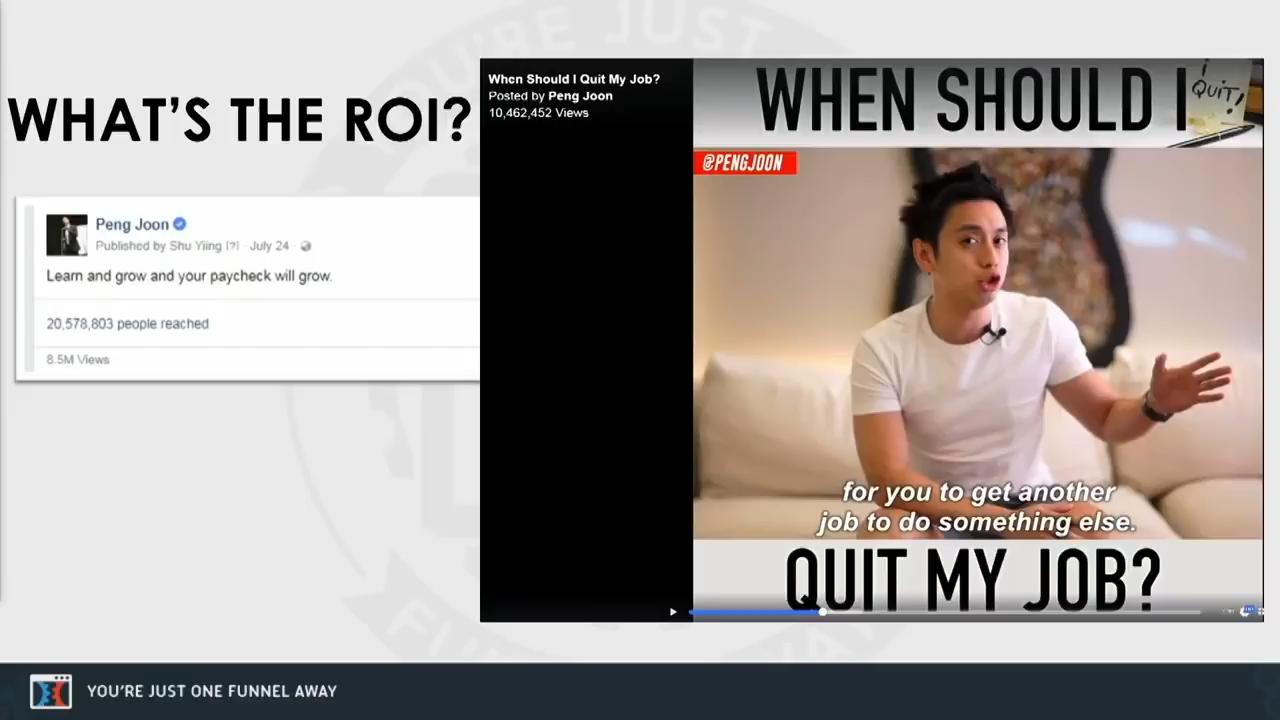 WHAT'S THE ROI?
Peng Joon
Published by Shu Yiing [?] · July 24 ·
Learn and grow and your paycheck will grow.
20,578,803 people reached
8.5M Views
When Should I Quit My Job?
Posted by Peng Joon
10,462,452 Views
WHEN SHOULD I
I
QUIT!
@PENGJOON
for you to get another
job to do something else.
QUIT MY JOB?
YOU'RE JUST ONE FUNNEL AWAY